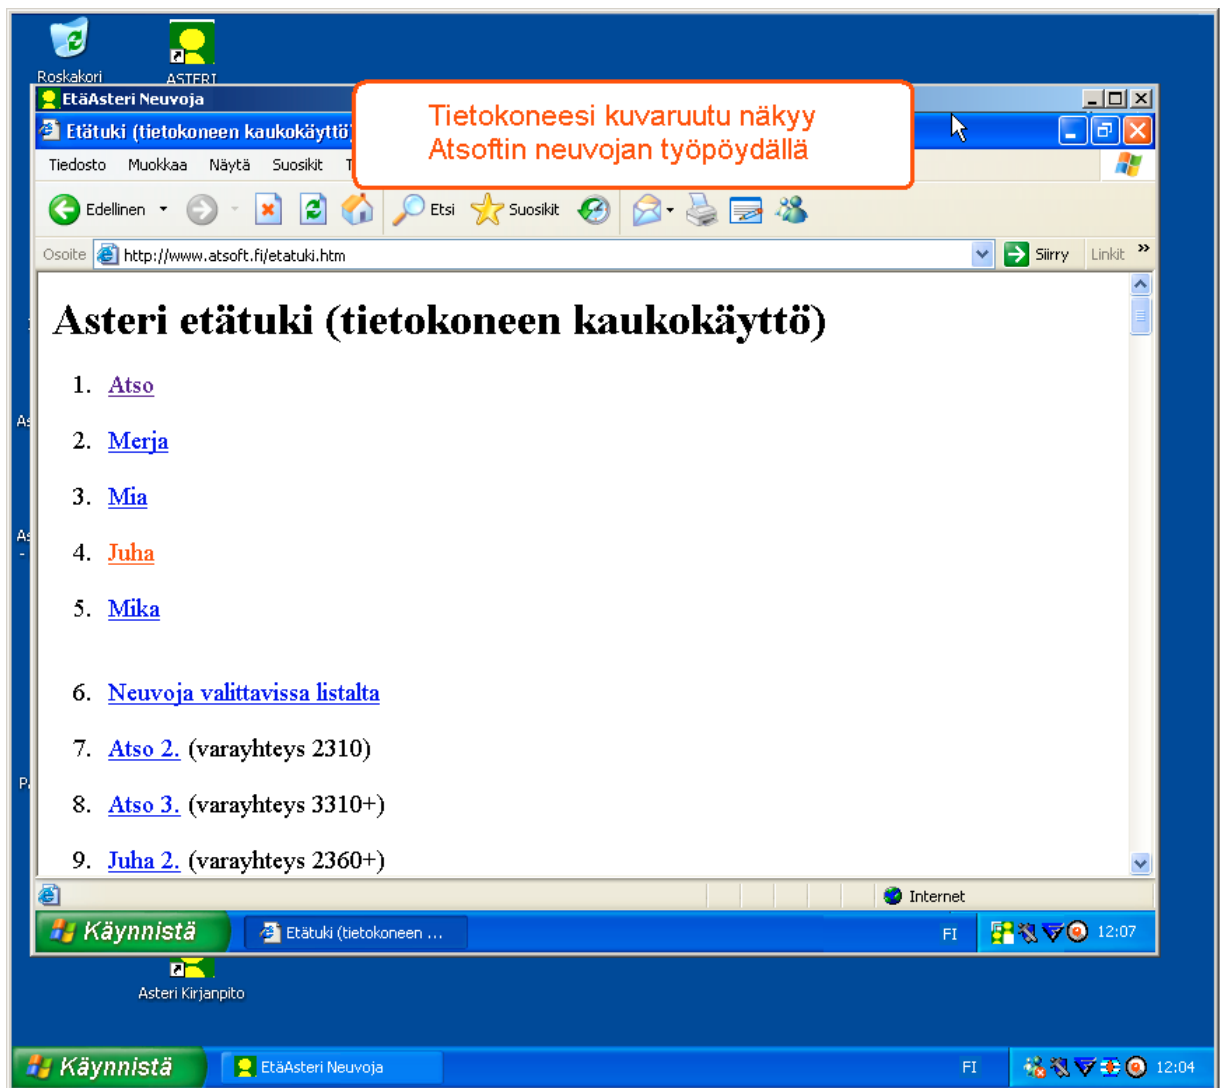 Roskakori
ASTERI
EtäAsteri Neuvoja
Tietokoneesi kuvaruutu näkyy
Atsoftin neuvojan työpöydällä
Etätuki (tietokoneen kaukokäyttö)
Tiedosto Muokkaa Näytä Suosikit T
Edellinen Etsi Suosikit
Osoite http://www.atsoft.fi/etatuki.htm Siirry Linkit »
Asteri etätuki (tietokoneen kaukokäyttö)
1. Atso
As
2. Merja
3. Mia
As
-
4. Juha
5. Mika
6. Neuvoja valittavissa listalta
7. Atso 2. (varayhteys 2310)
8. Atso 3. (varayhteys 3310+)
9. Juha 2. (varayhteys 2360+)
Internet
Käynnistä Etätuki (tietokoneen ... FI 12:07
Asteri Kirjanpito
Käynnistä EtäAsteri Neuvoja FI 12:04